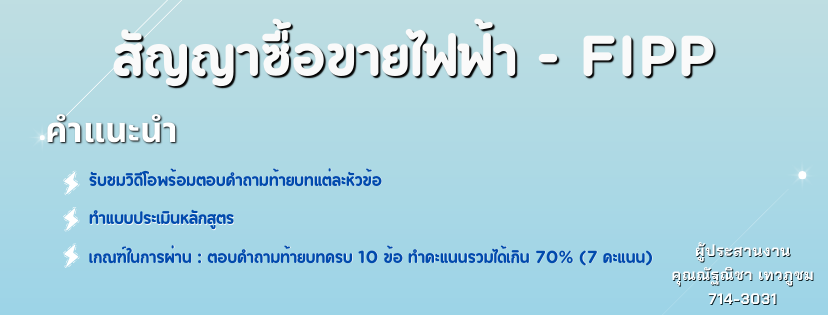 สัญญาซื้อขายไฟฟ้า - FIPP
คำแนะนำ
รับชมวิดีโอพร้อมตอบคำถามท้ายบทแต่ละหัวข้อ
ทำแบบประเมินหลักสูตร
เกณฑ์ในการผ่าน : ตอบคำถามท้ายบทครบ 10 ข้อ ทำคะแนนรวมได้เกิน 70% (7 คะแนน)
ผู้ประสานงาน
คุณณัฐณิชา เทวภูชม
714-3031